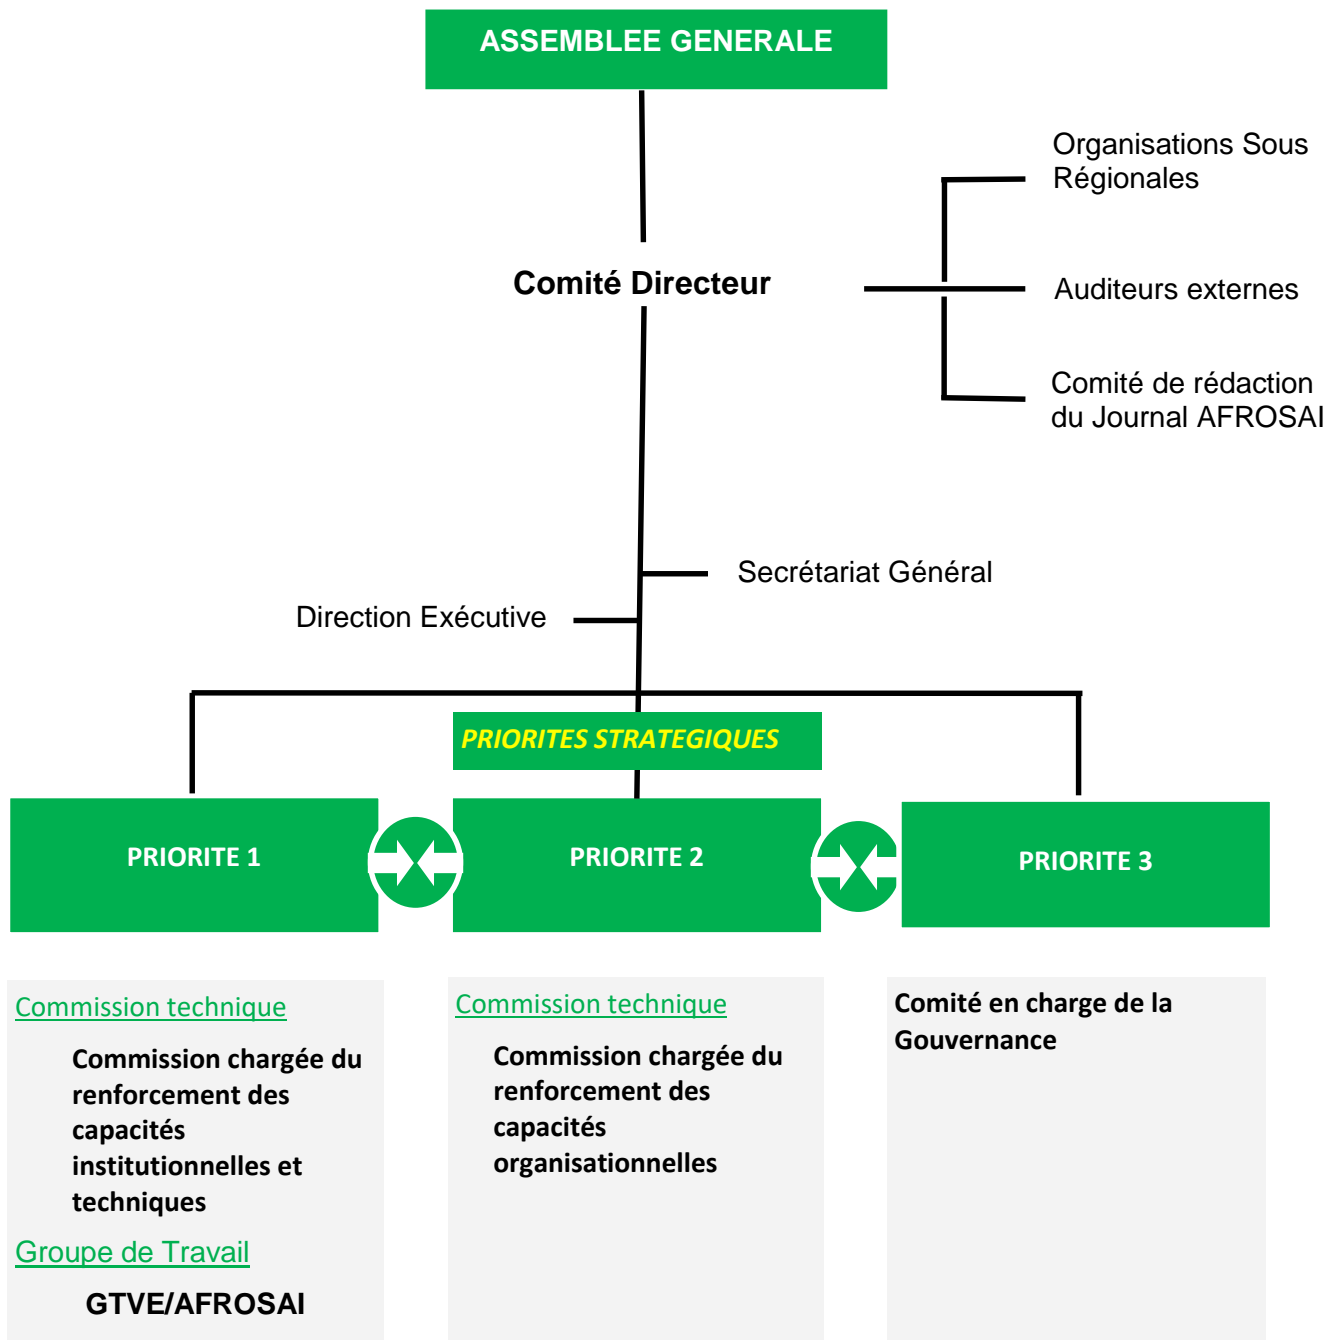 ASSEMBLEE GENERALE
Organisations Sous
Régionales
Comité Directeur
Auditeurs externes
Comité de rédaction
du Journal AFROSAI
Secrétariat Général
Direction Exécutive
PRIORITES STRATEGIQUES
PRIORITE 1
PRIORITE 2
PRIORITE 3
Commission technique
Commission chargée du
renforcement des
capacités
institutionnelles et
techniques
Groupe de Travail
GTVE/AFROSAI
Commission technique
Commission chargée du
renforcement des
capacités
organisationnelles
Comité en charge de la
Gouvernance